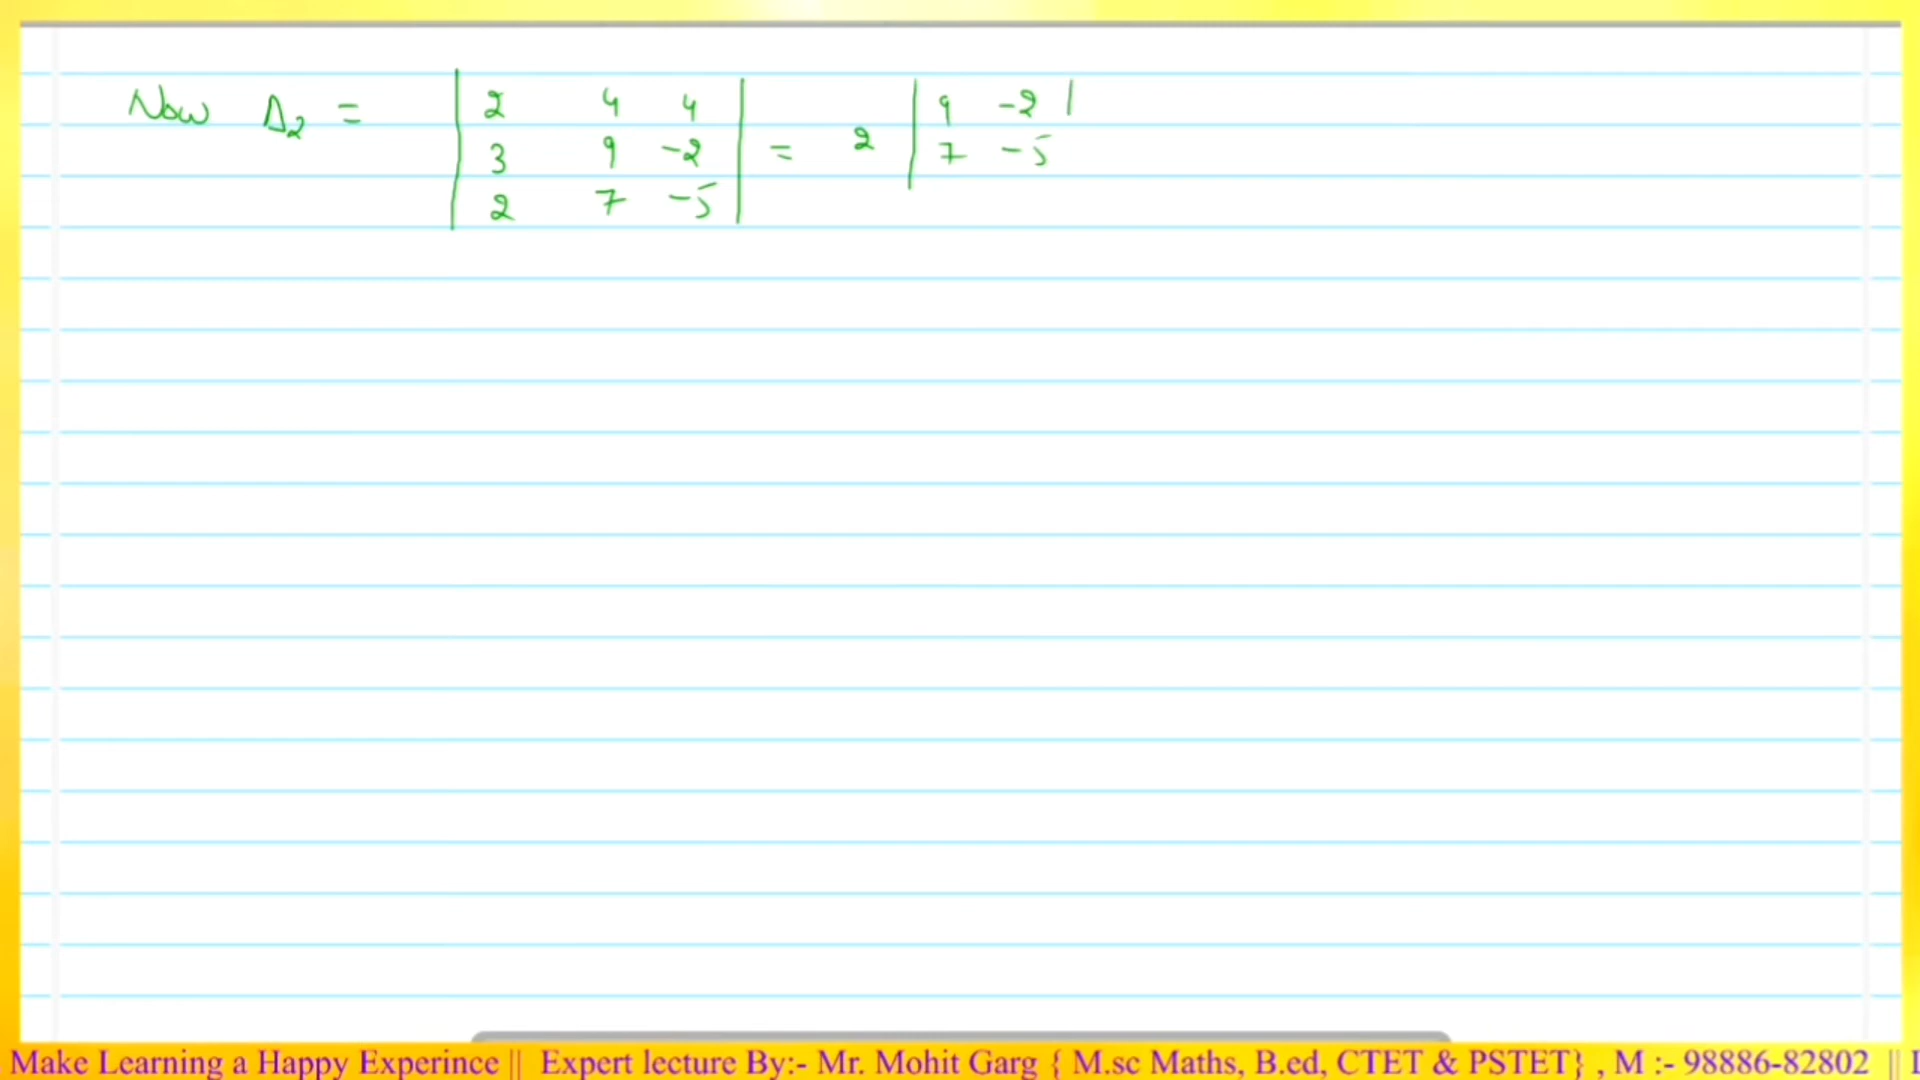 Now Δ2 = | 2 4 4 | = 2 | 9 -2 |
| 3 9 -2 | | 7 -5
| 2 7 -5 |
Make Learning a Happy Experince || Expert lecture By:- Mr. Mohit Garg { M.sc Maths, B.ed, CTET & PSTET} , M :- 98886-82802 ||